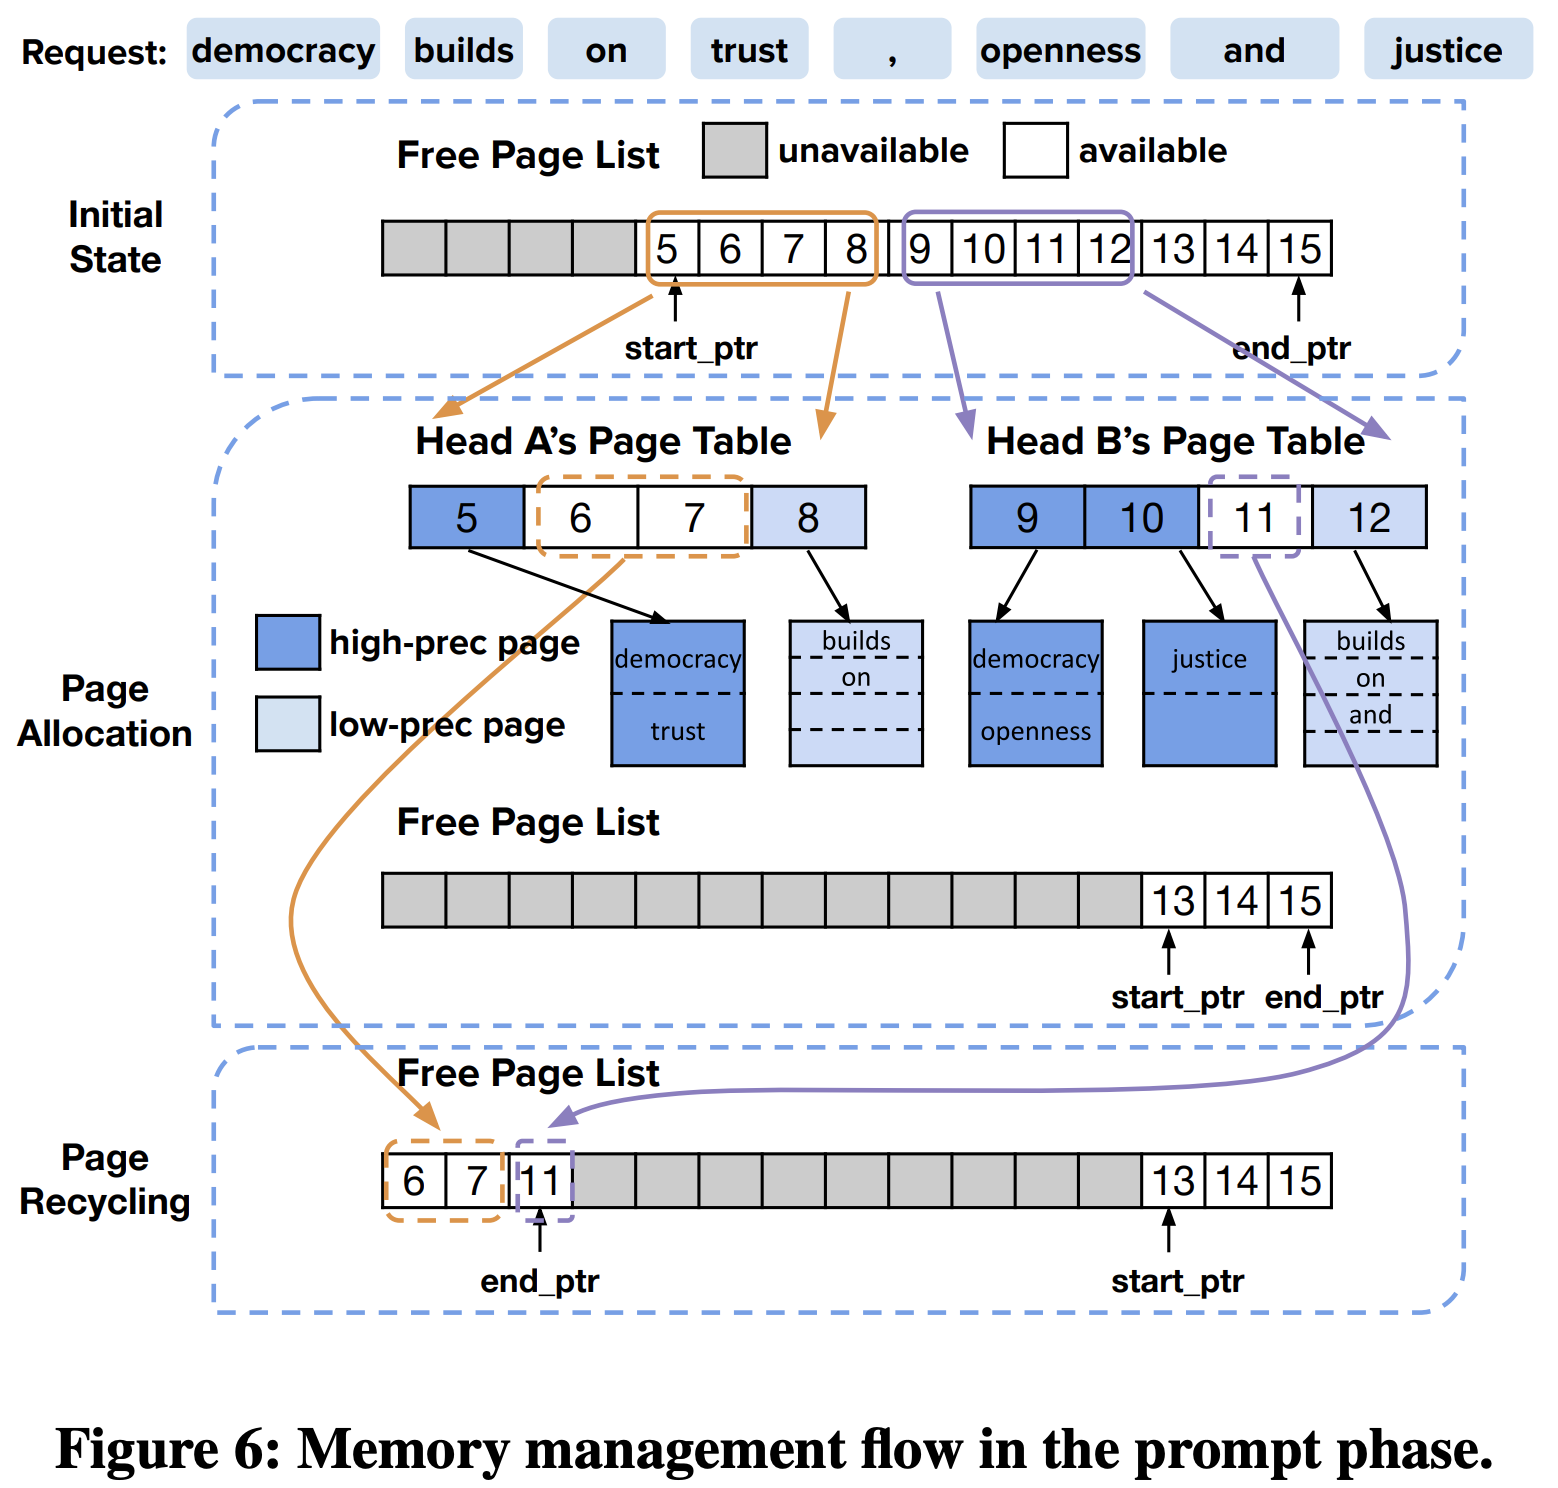 Request: democracy builds on trust , openness and justice
Free Page List unavailable available
Initial
State
5 6 7 8 9 10 11 12 13 14 15
start_ptr end_ptr
Head A’s Page Table Head B’s Page Table
5 6 7 8 9 10 11 12
high-prec page
low-prec page
democracy
trust
builds
on
democracy
openness
justice
builds
on
and
Page
Allocation
Free Page List
13 14 15
start_ptr end_ptr
Free Page List
Page
Recycling
6 7 11 13 14 15
end_ptr start_ptr
Figure 6: Memory management flow in the prompt phase.